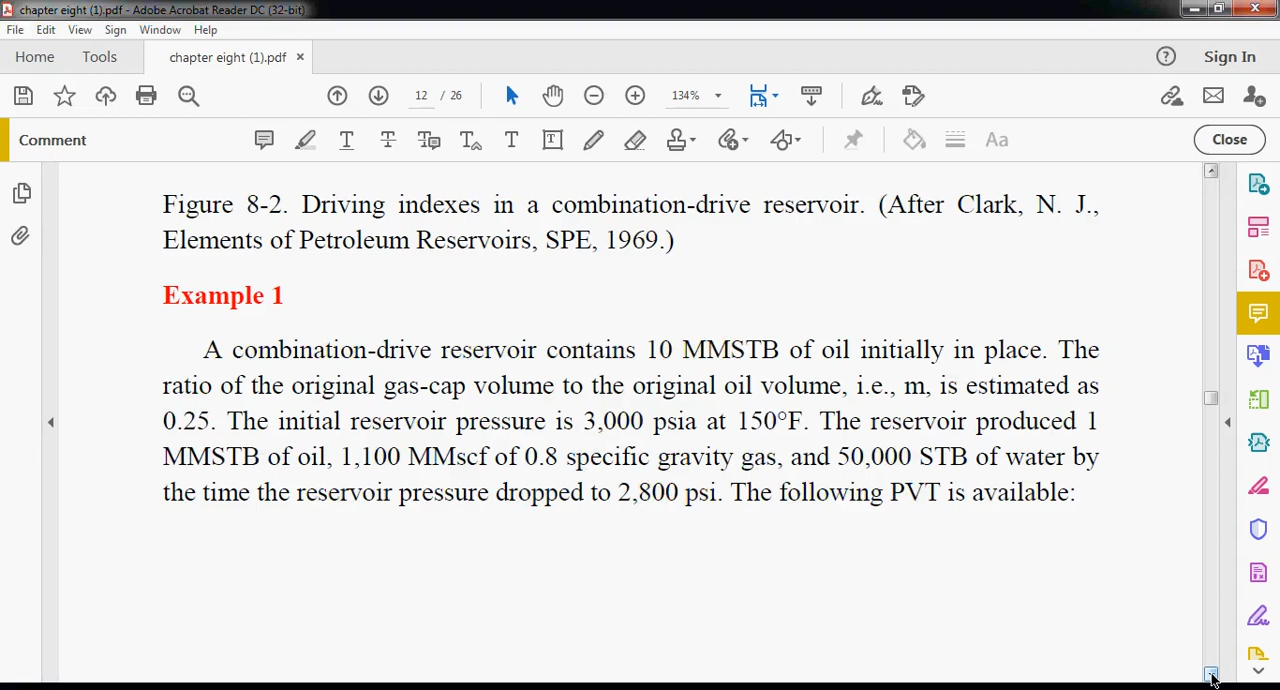 chapter eight (1).pdf - Adobe Acrobat Reader DC (32-bit)
File Edit View Sign Window Help
Home Tools chapter eight (1).pdf × ? Sign In
12 / 26 134%
Comment T T T T T Aa Close
Figure 8-2. Driving indexes in a combination-drive reservoir. (After Clark, N. J.,
Elements of Petroleum Reservoirs, SPE, 1969.)
Example 1
A combination-drive reservoir contains 10 MMSTB of oil initially in place. The
ratio of the original gas-cap volume to the original oil volume, i.e., m, is estimated as
0.25. The initial reservoir pressure is 3,000 psia at 150°F. The reservoir produced 1
MMSTB of oil, 1,100 MMscf of 0.8 specific gravity gas, and 50,000 STB of water by
the time the reservoir pressure dropped to 2,800 psi. The following PVT is available: